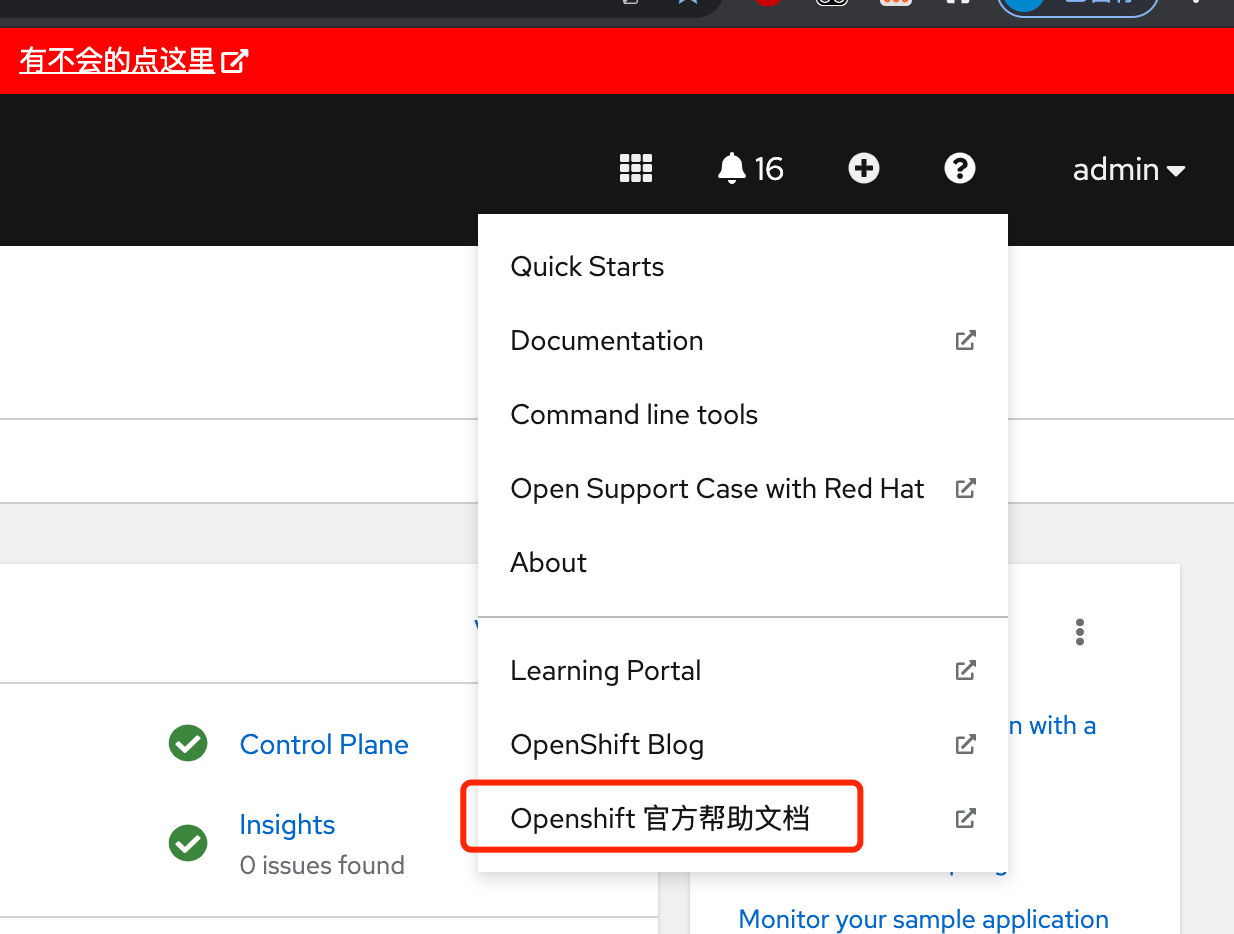 有不会的点这里
16
admin
Quick Starts
Documentation
Command line tools
Open Support Case with Red Hat
About
Learning Portal
n with a
Control Plane
OpenShift Blog
Openshift 官方帮助文档
Insights
0 issues found
Monitor your sample application